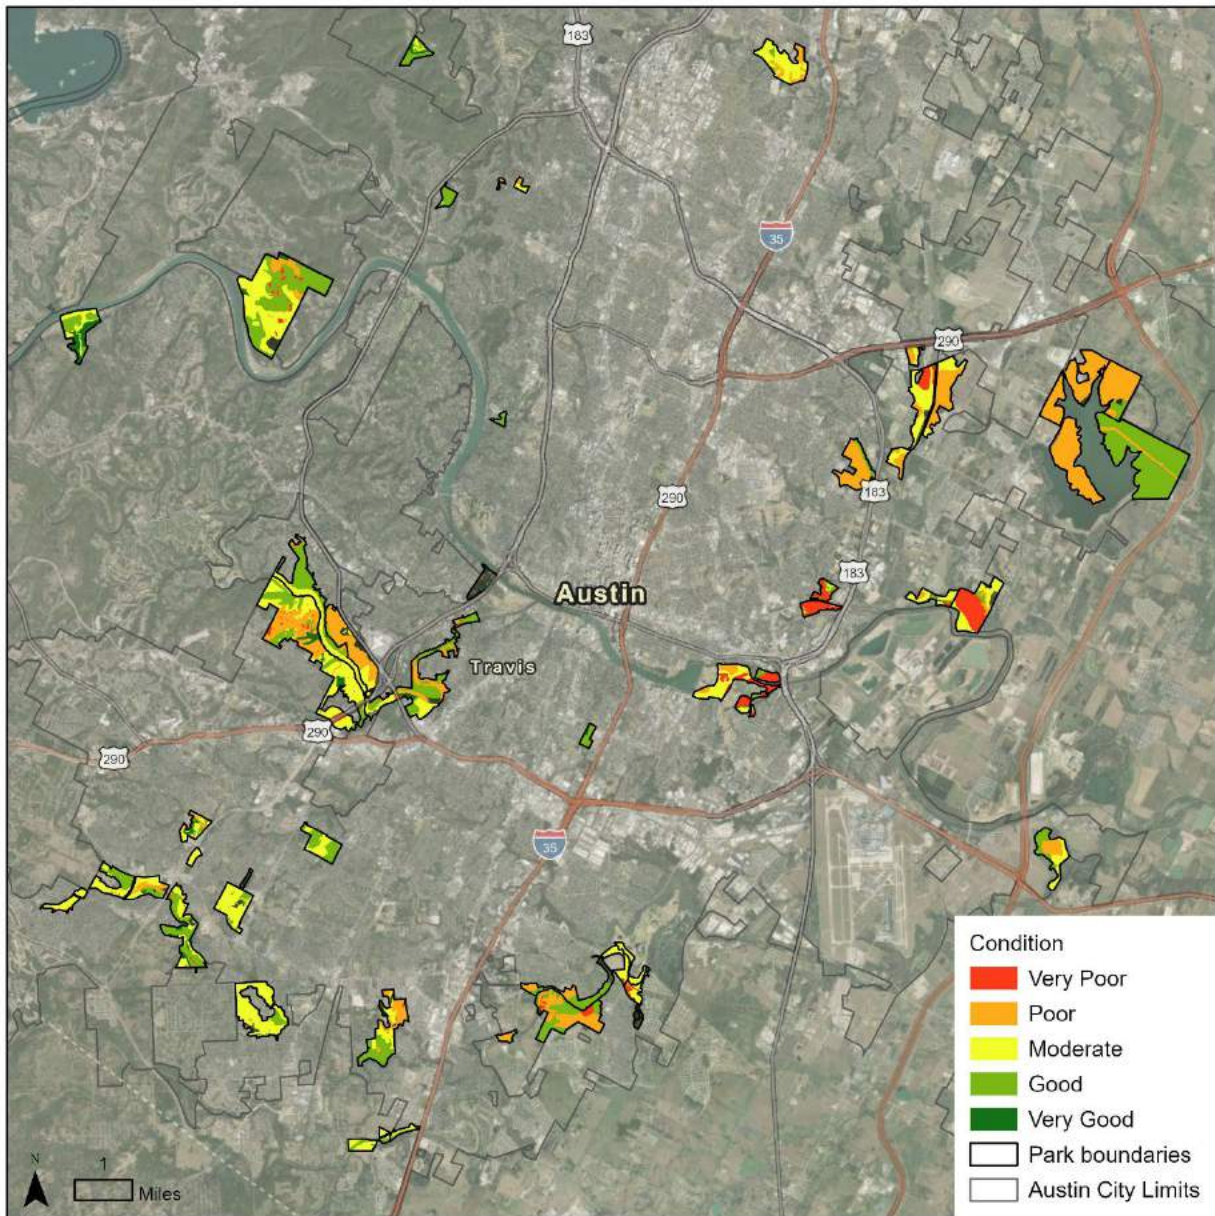 183
35
290
290
183
183
Austin
Travis
290
290
35
Condition
Very Poor
Poor
Moderate
Good
Very Good
Park boundaries
Austin City Limits
N
1
Miles